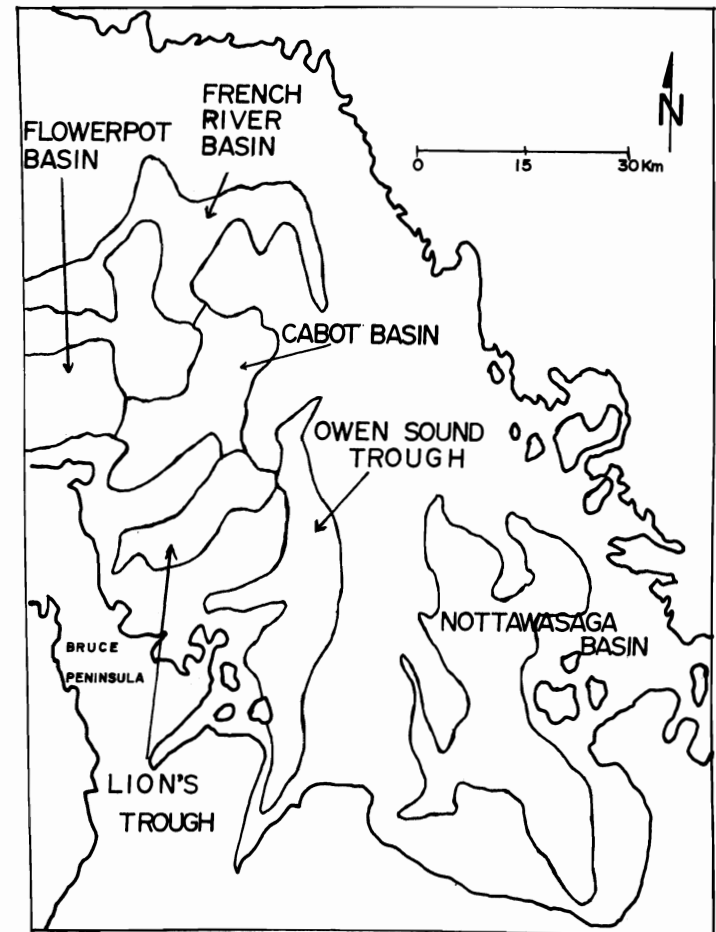 FRENCH
RIVER
BASIN
FLOWERPOT
BASIN
N
0 15 30 Km
CABOT BASIN
OWEN SOUND
TROUGH
NOTTAWASAGA
BASIN
BRUCE
PENINSULA
LION'S
TROUGH